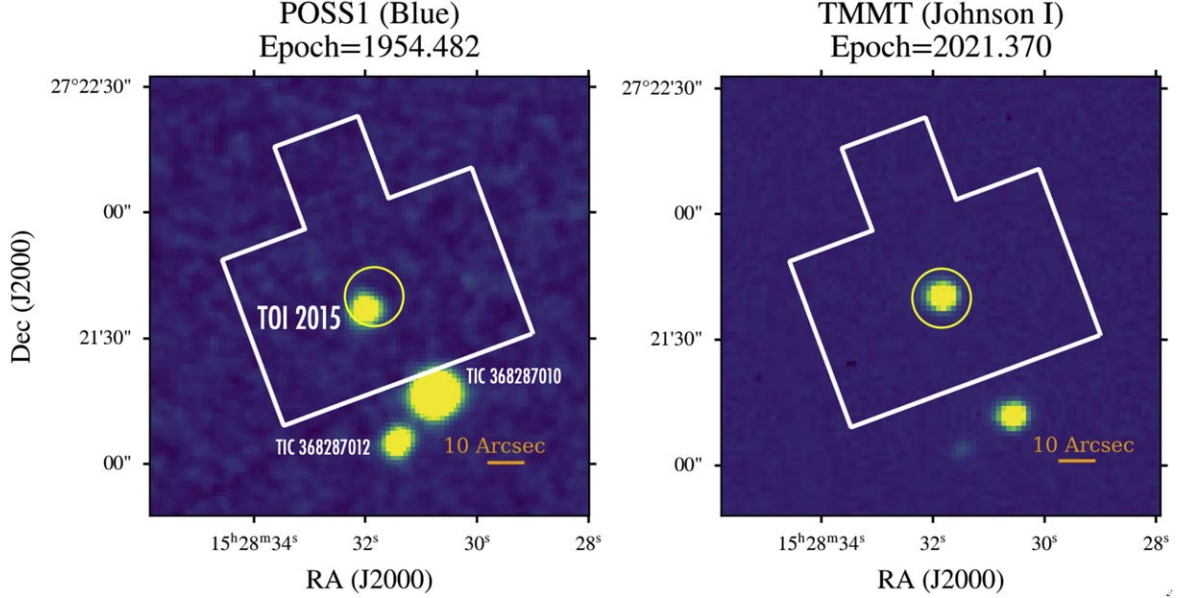 POSS1 (Blue)
Epoch=1954.482
27°22'30"
00"
21'30"
00"
Dec (J2000)
TOI 2015
TIC 368287010
TIC 368287012
10 Arcsec
15ʰ28ᵐ34ˢ
32ˢ
30ˢ
28ˢ
RA (J2000)
TMMT (Johnson I)
Epoch=2021.370
27°22'30"
00"
21'30"
00"
10 Arcsec
15ʰ28ᵐ34ˢ
32ˢ
30ˢ
28ˢ
RA (J2000)